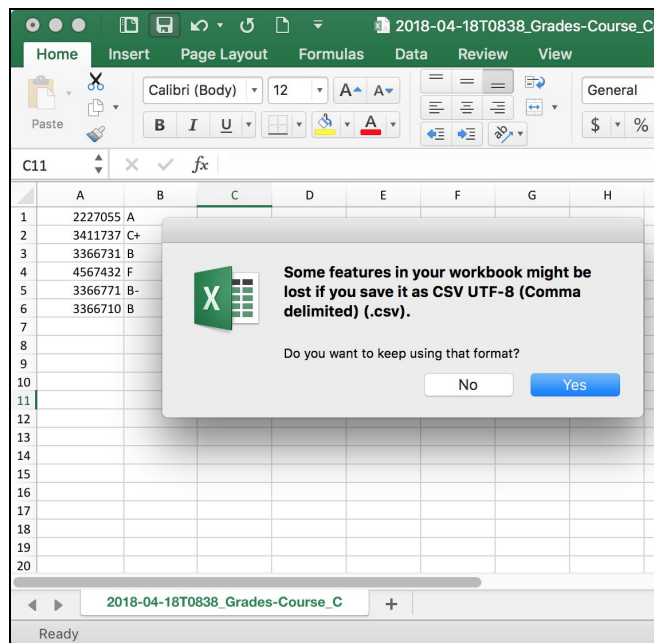 2018-04-18T0838_Grades-Course_C
Home Insert Page Layout Formulas Data Review View
Paste
Calibri (Body) 12 A A General
B I U A $ %
C11 fx
A B C D E F G H
1 2227055 A
2 3411737 C+
3 3366731 B
4 4567432 F
5 3366771 B-
6 3366710 B
7
8
9
10
11
12
13
14
15
16
17
18
19
20
X
Some features in your workbook might be
lost if you save it as CSV UTF-8 (Comma
delimited) (.csv).
Do you want to keep using that format?
No Yes
2018-04-18T0838_Grades-Course_C +
Ready